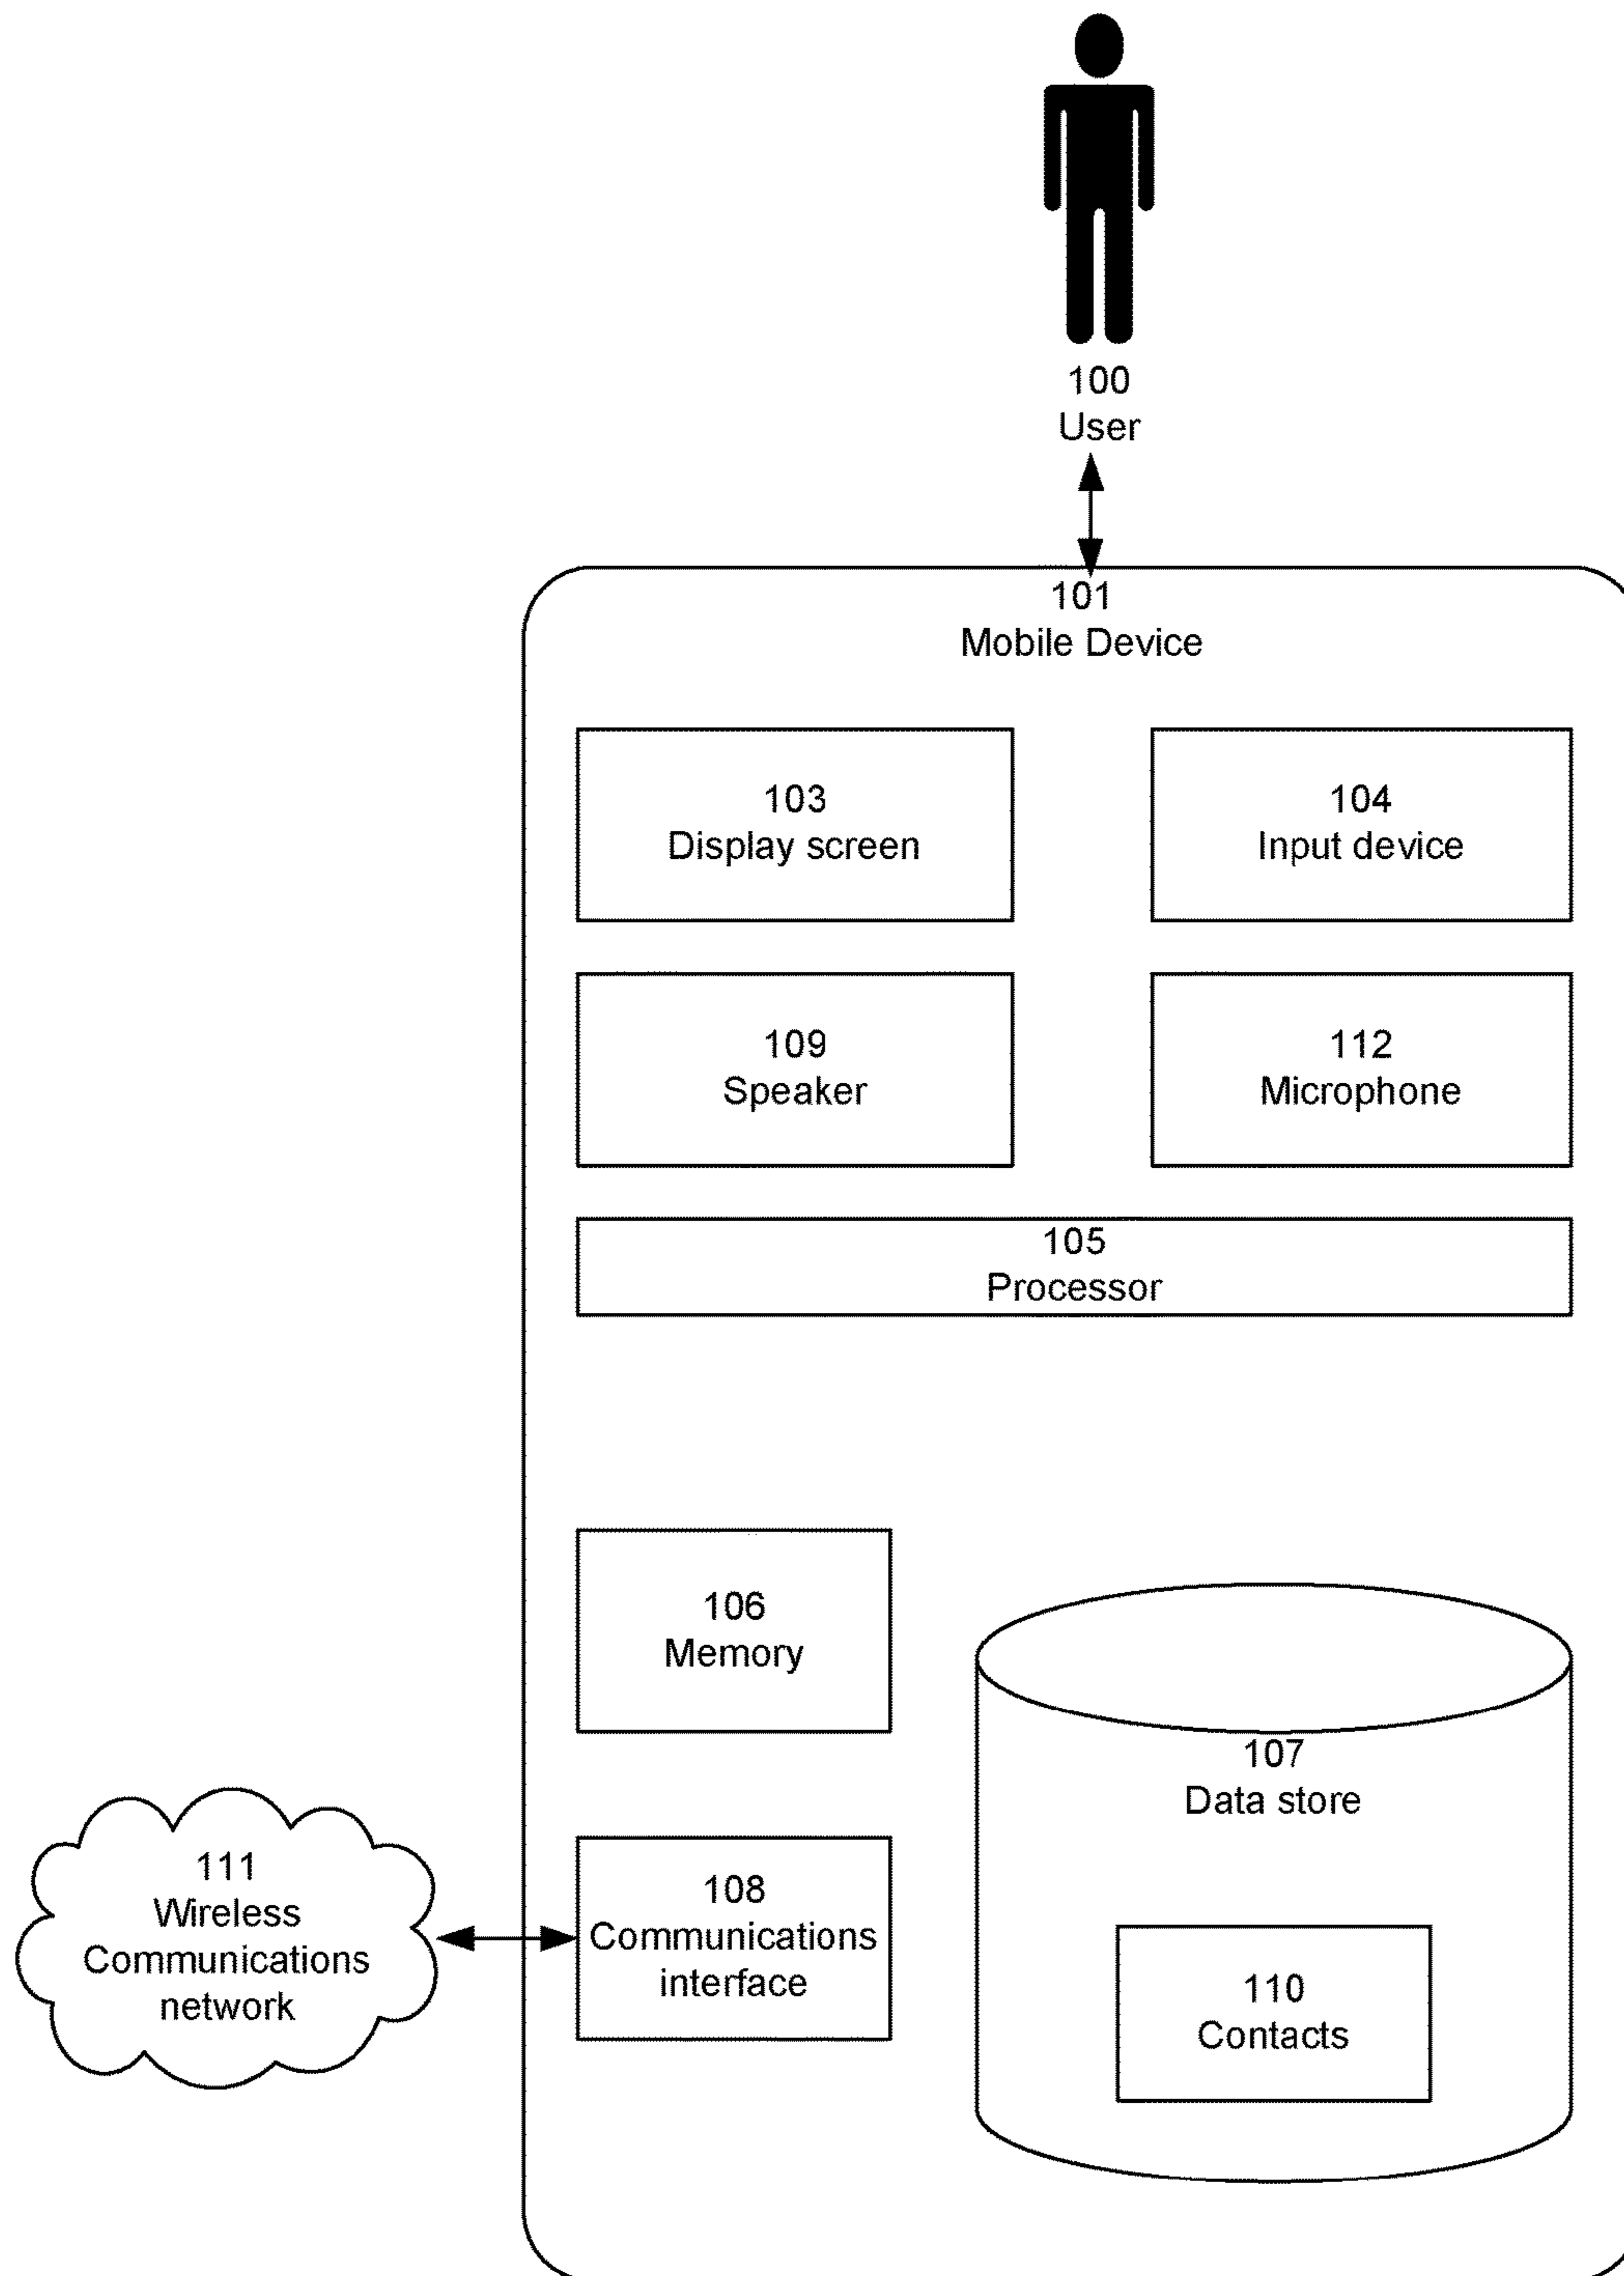 100
User
101
Mobile Device
103
Display screen
104
Input device
109
Speaker
112
Microphone
105
Processor
106
Memory
107
Data store
111
Wireless
Communications
network
108
Communications
interface
110
Contacts